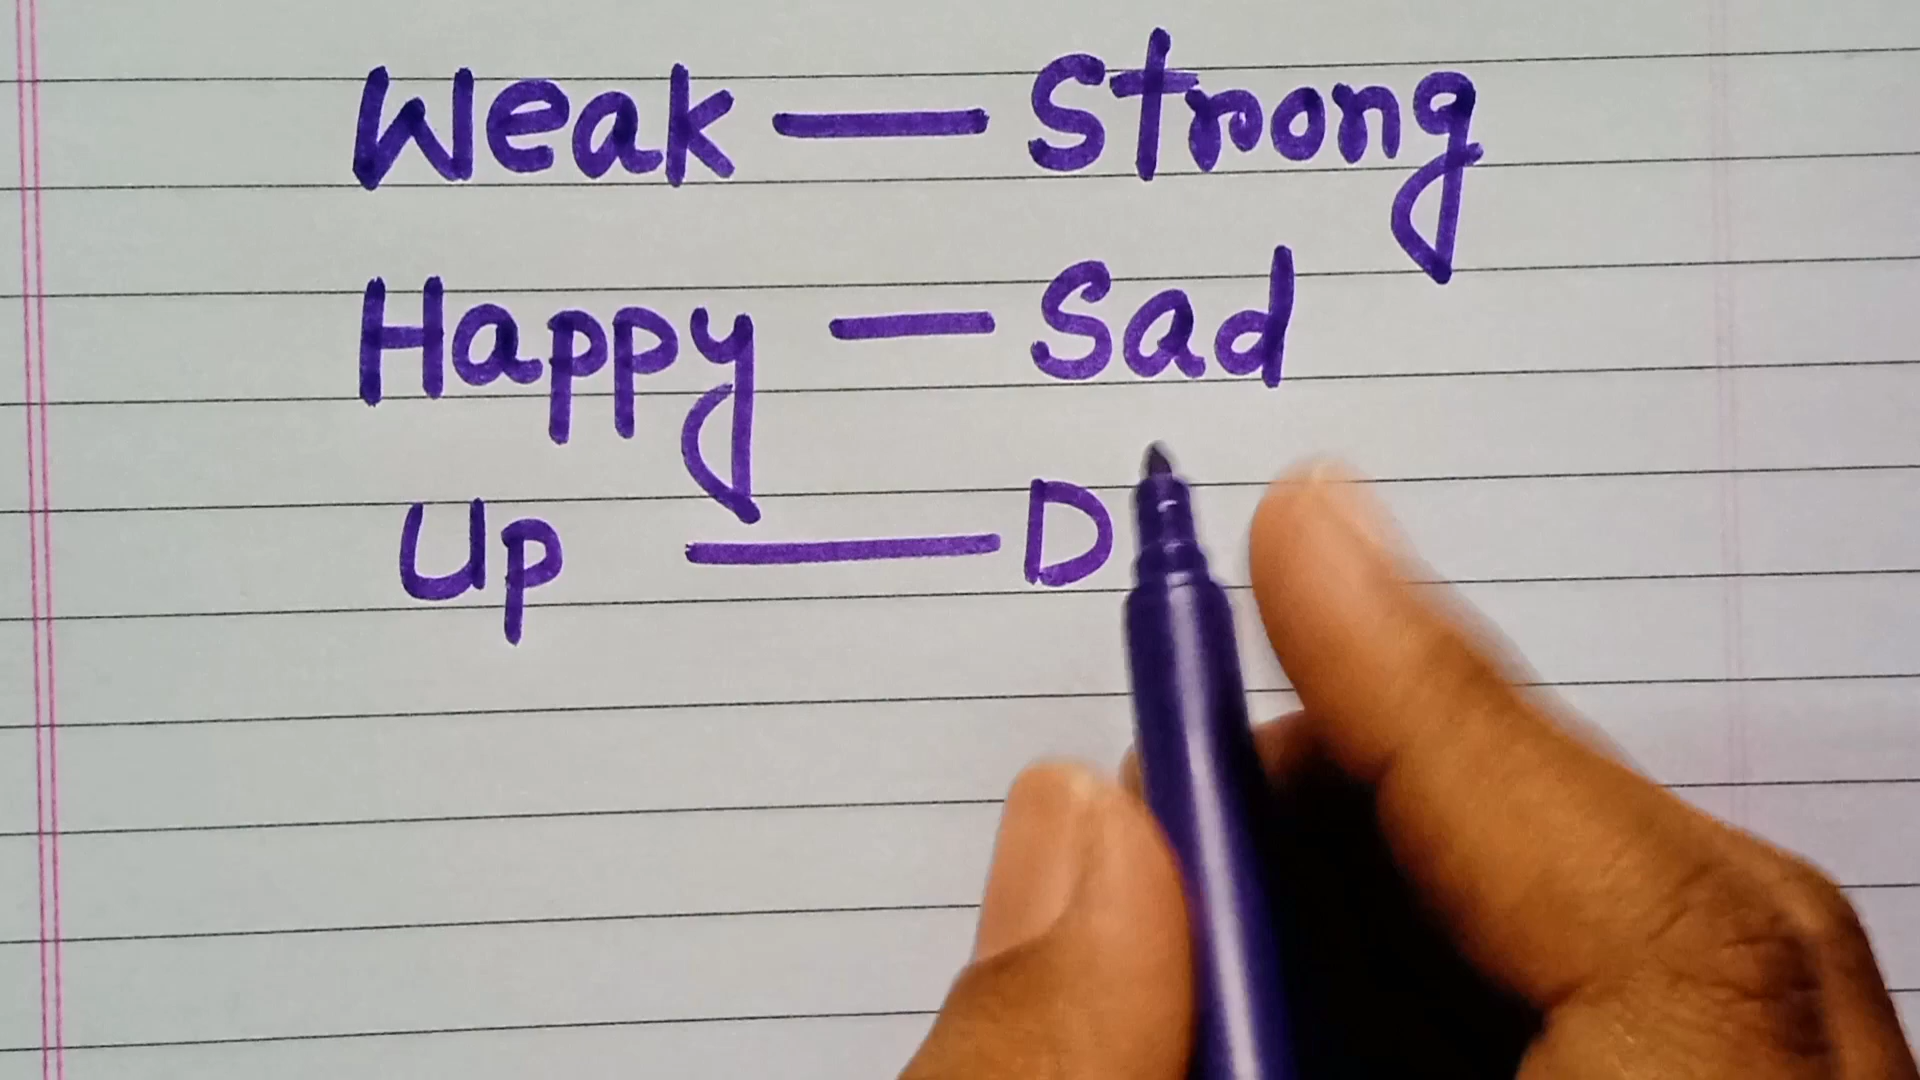 Weak — Strong
Happy — Sad
Up — D